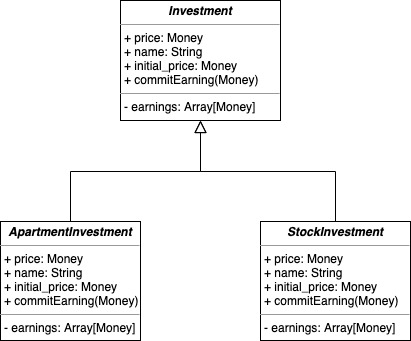 Investment
+ price: Money
+ name: String
+ initial_price: Money
+ commitEarning(Money)
- earnings: Array[Money]
ApartmentInvestment
+ price: Money
+ name: String
+ initial_price: Money
+ commitEarning(Money)
- earnings: Array[Money]
StockInvestment
+ price: Money
+ name: String
+ initial_price: Money
+ commitEarning(Money)
- earnings: Array[Money]